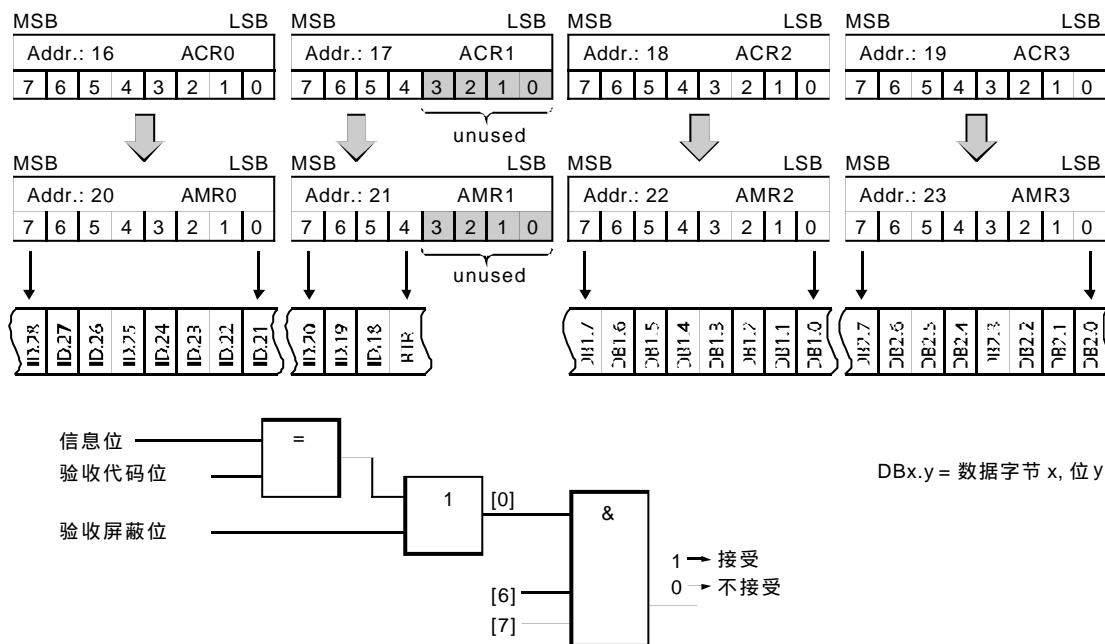 MSB LSB MSB LSB MSB LSB MSB LSB
Addr.: 16 ACR0 Addr.: 17 ACR1 Addr.: 18 ACR2 Addr.: 19 ACR3
7 6 5 4 3 2 1 0 7 6 5 4 3 2 1 0 7 6 5 4 3 2 1 0 7 6 5 4 3 2 1 0
unused
MSB LSB MSB LSB MSB LSB MSB LSB
Addr.: 20 AMR0 Addr.: 21 AMR1 Addr.: 22 AMR2 Addr.: 23 AMR3
7 6 5 4 3 2 1 0 7 6 5 4 3 2 1 0 7 6 5 4 3 2 1 0 7 6 5 4 3 2 1 0
unused
ID.28 ID.27 ID.26 ID.25 ID.24 ID.23 ID.22 ID.21 ID.20 ID.19 ID.18 RTR DB1.7 DB1.6 DB1.5 DB1.4 DB1.3 DB1.2 DB1.1 DB1.0 DB2.7 DB2.6 DB2.5 DB2.4 DB2.3 DB2.2 DB2.1 DB2.0
信息位 =
验收代码位
DBx.y = 数据字节 x, 位 y
1 [0]
&
验收屏蔽位
1 接受
0 不接受
[6]
[7]